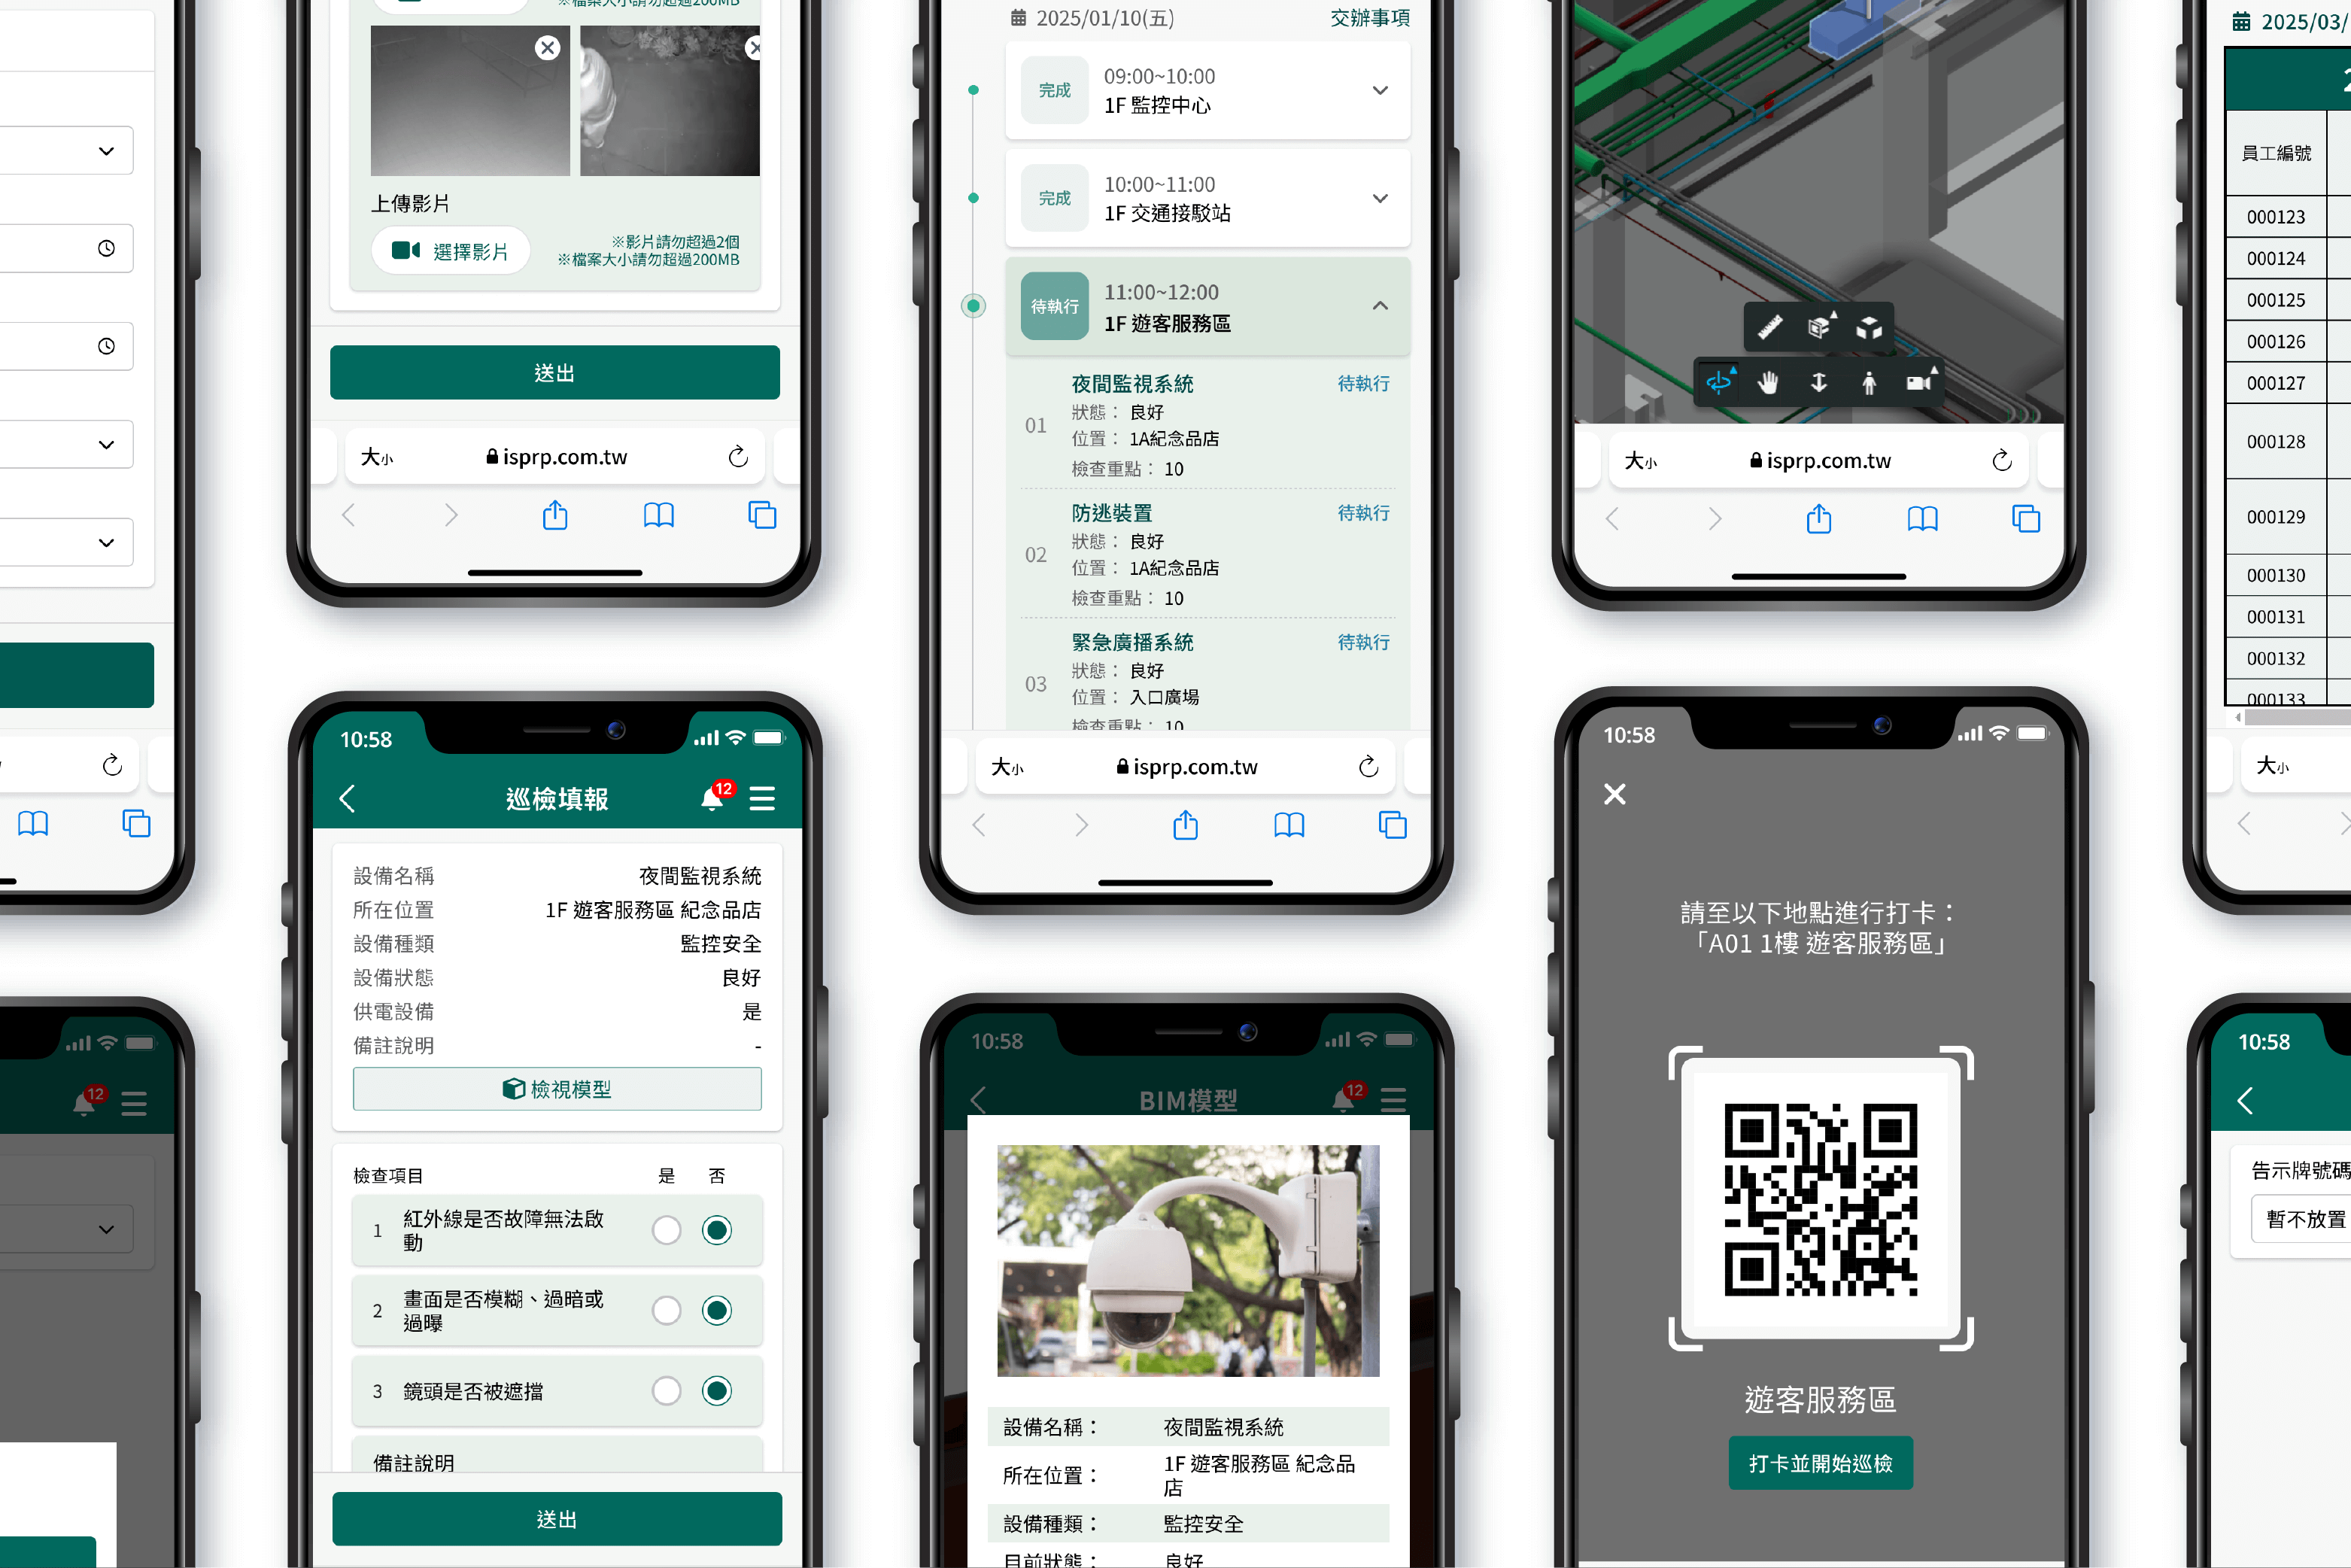 ※檔案大小請勿超過200MB
上傳影片
選擇影片
※影片請勿超過2個
※檔案大小請勿超過200MB
送出
大小
isprp.com.tw
10:58
巡檢填報
12
設備名稱
夜間監視系統
所在位置
1F 遊客服務區 紀念品店
設備種類
監控安全
設備狀態
良好
供電設備
是
備註說明
-
檢視模型
檢查項目
是
否
1
紅外線是否故障無法啟
動
2
畫面是否模糊、過暗或
過曝
3
鏡頭是否被遮擋
備註說明
送出
12
2025/01/10(五)
交辦事項
完成
09:00~10:00
1F 監控中心
完成
10:00~11:00
1F 交通接駁站
待執行
11:00~12:00
1F 遊客服務區
01
夜間監視系統
待執行
狀態： 良好
位置： 1A紀念品店
檢查重點： 10
02
防逃裝置
待執行
狀態： 良好
位置： 1A紀念品店
檢查重點： 10
03
緊急廣播系統
待執行
狀態： 良好
位置： 入口廣場
檢查重點： 10
大小
isprp.com.tw
10:58
BIM模型
12
設備名稱：
夜間監視系統
所在位置：
1F 遊客服務區 紀念品
店
設備種類：
監控安全
目前狀態：
良好
大小
isprp.com.tw
10:58
請至以下地點進行打卡：
「A01 1樓 遊客服務區」
遊客服務區
打卡並開始巡檢
2025/03/
員工編號
000123
000124
000125
000126
000127
000128
000129
000130
000131
000132
000133
大小
10:58
告示牌號碼
暫不放置